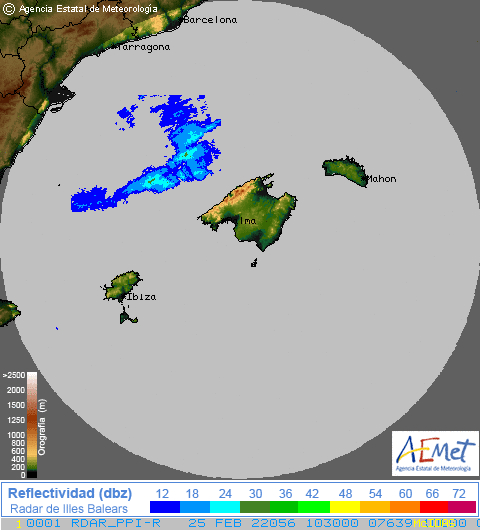 © Agencia Estatal de Meteorología
Barcelona
Tarragona
Mahon
lma
Ibiza
>2500
2000
1500
1000
800
600
400
200
0
Orografía (m)
AEMet
Agencia Estatal de Meteorología
Reflectividad (dbz)
Radar de Illes Balears
12 18 24 30 36 42 48 54 60 66 72
0001 RDAR_PPI-R 25 FEB 22056 103000 07639